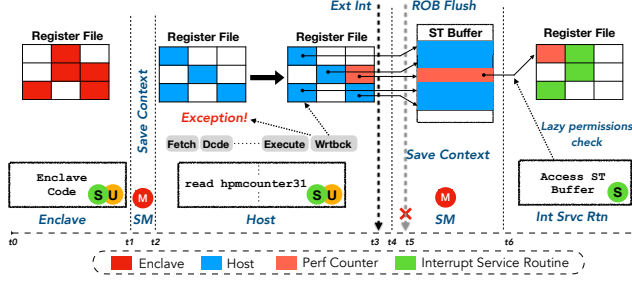 Ext Int
ROB Flush
Register File
Register File
Register File
ST Buffer
Register File
Save Context
Exception!
Fetch
Dcde
Execute
Wrtbck
Lazy permissions
check
Save Context
Enclave
Code
S
U
M
read hpmcounter31
S
U
M
Access ST
Buffer
S
Enclave
SM
Host
SM
Int Srvc Rtn
t0
t1
t2
t3
t4
t5
t6
Enclave
Host
Perf Counter
Interrupt Service Routine